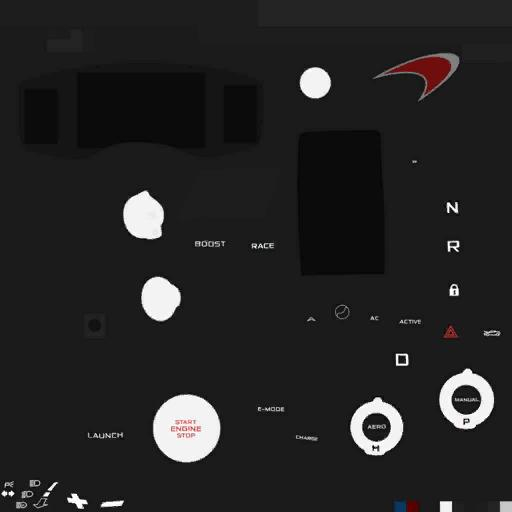 N
BOOST
RACE
R
AC
ACTIVE
D
MANUAL
P
E-MODE
START
ENGINE
STOP
AERO
H
LAUNCH
CHARGE